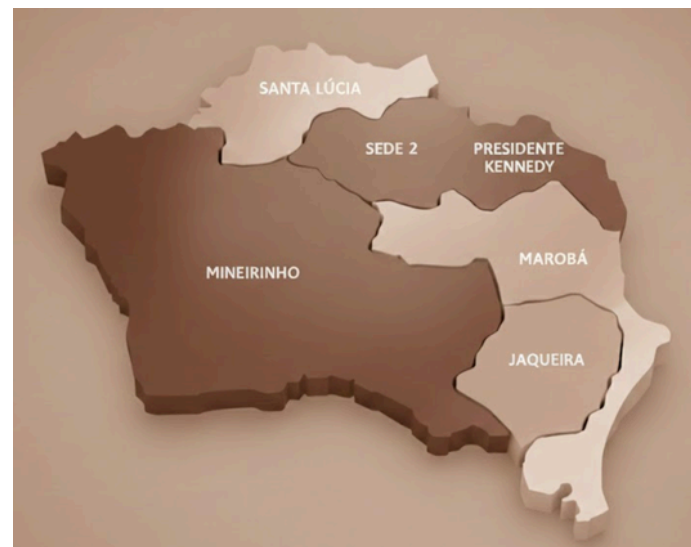 SANTA LÚCIA
SEDE 2
PRESIDENTE
KENNEDY
MINEIRINHO
MAROBÁ
JAQUEIRA